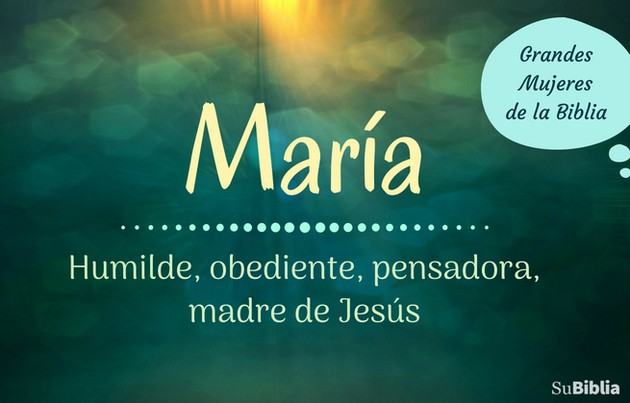 Grandes
Mujeres
de la Biblia
María
Humilde, obediente, pensadora,
madre de Jesús
SuBiblia